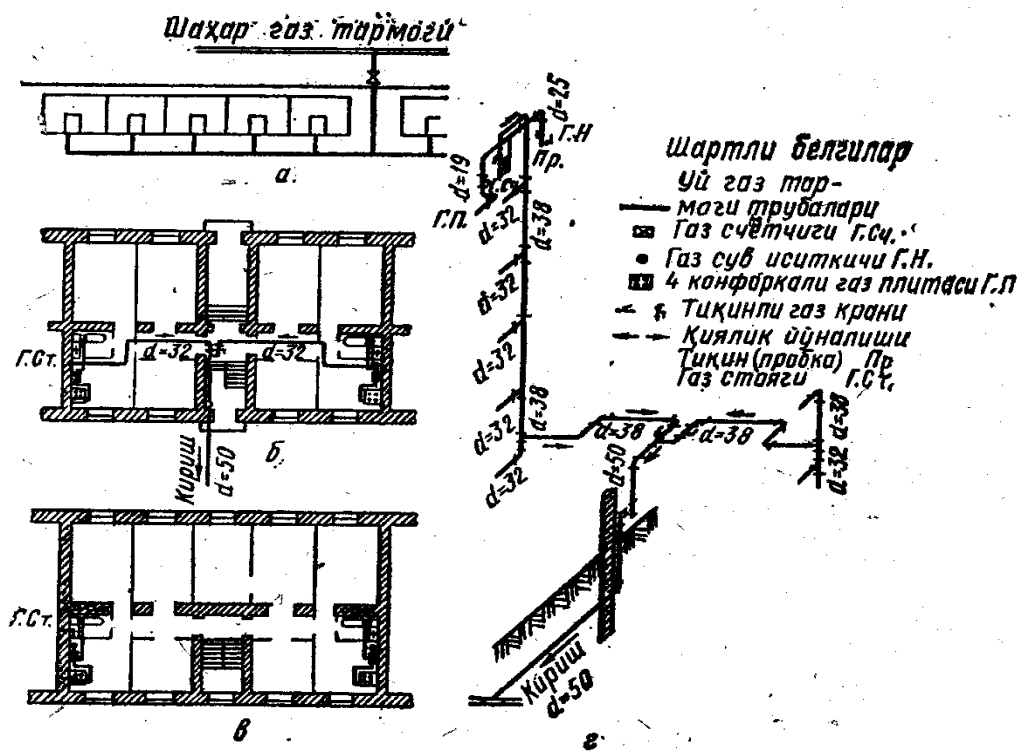 Шаҳар газ тармоғи
а.
Г.Ст.
d=32
d=32
б.
Кириш
d=50
Г.Ст.
в
d=25
Г.Н
Пр.
d=19
Г.П.
d=32
d=38
d=32
d=32
d=32
d=38
d=32
d=38
d=38
d=50
d=38
d=32
Кириш
d=50
г
Шартли белгилар
Уй газ тар-
моғи трубалари
Газ счётчиги Г.Сч.
Газ сув иситкичи Г.Н.
4 конфаркали газ плитаси Г.П
Тиқинли газ крани
Қиялик йўналиши
Тиқин (пробка) Пр
Газ стояги Г.Ст.